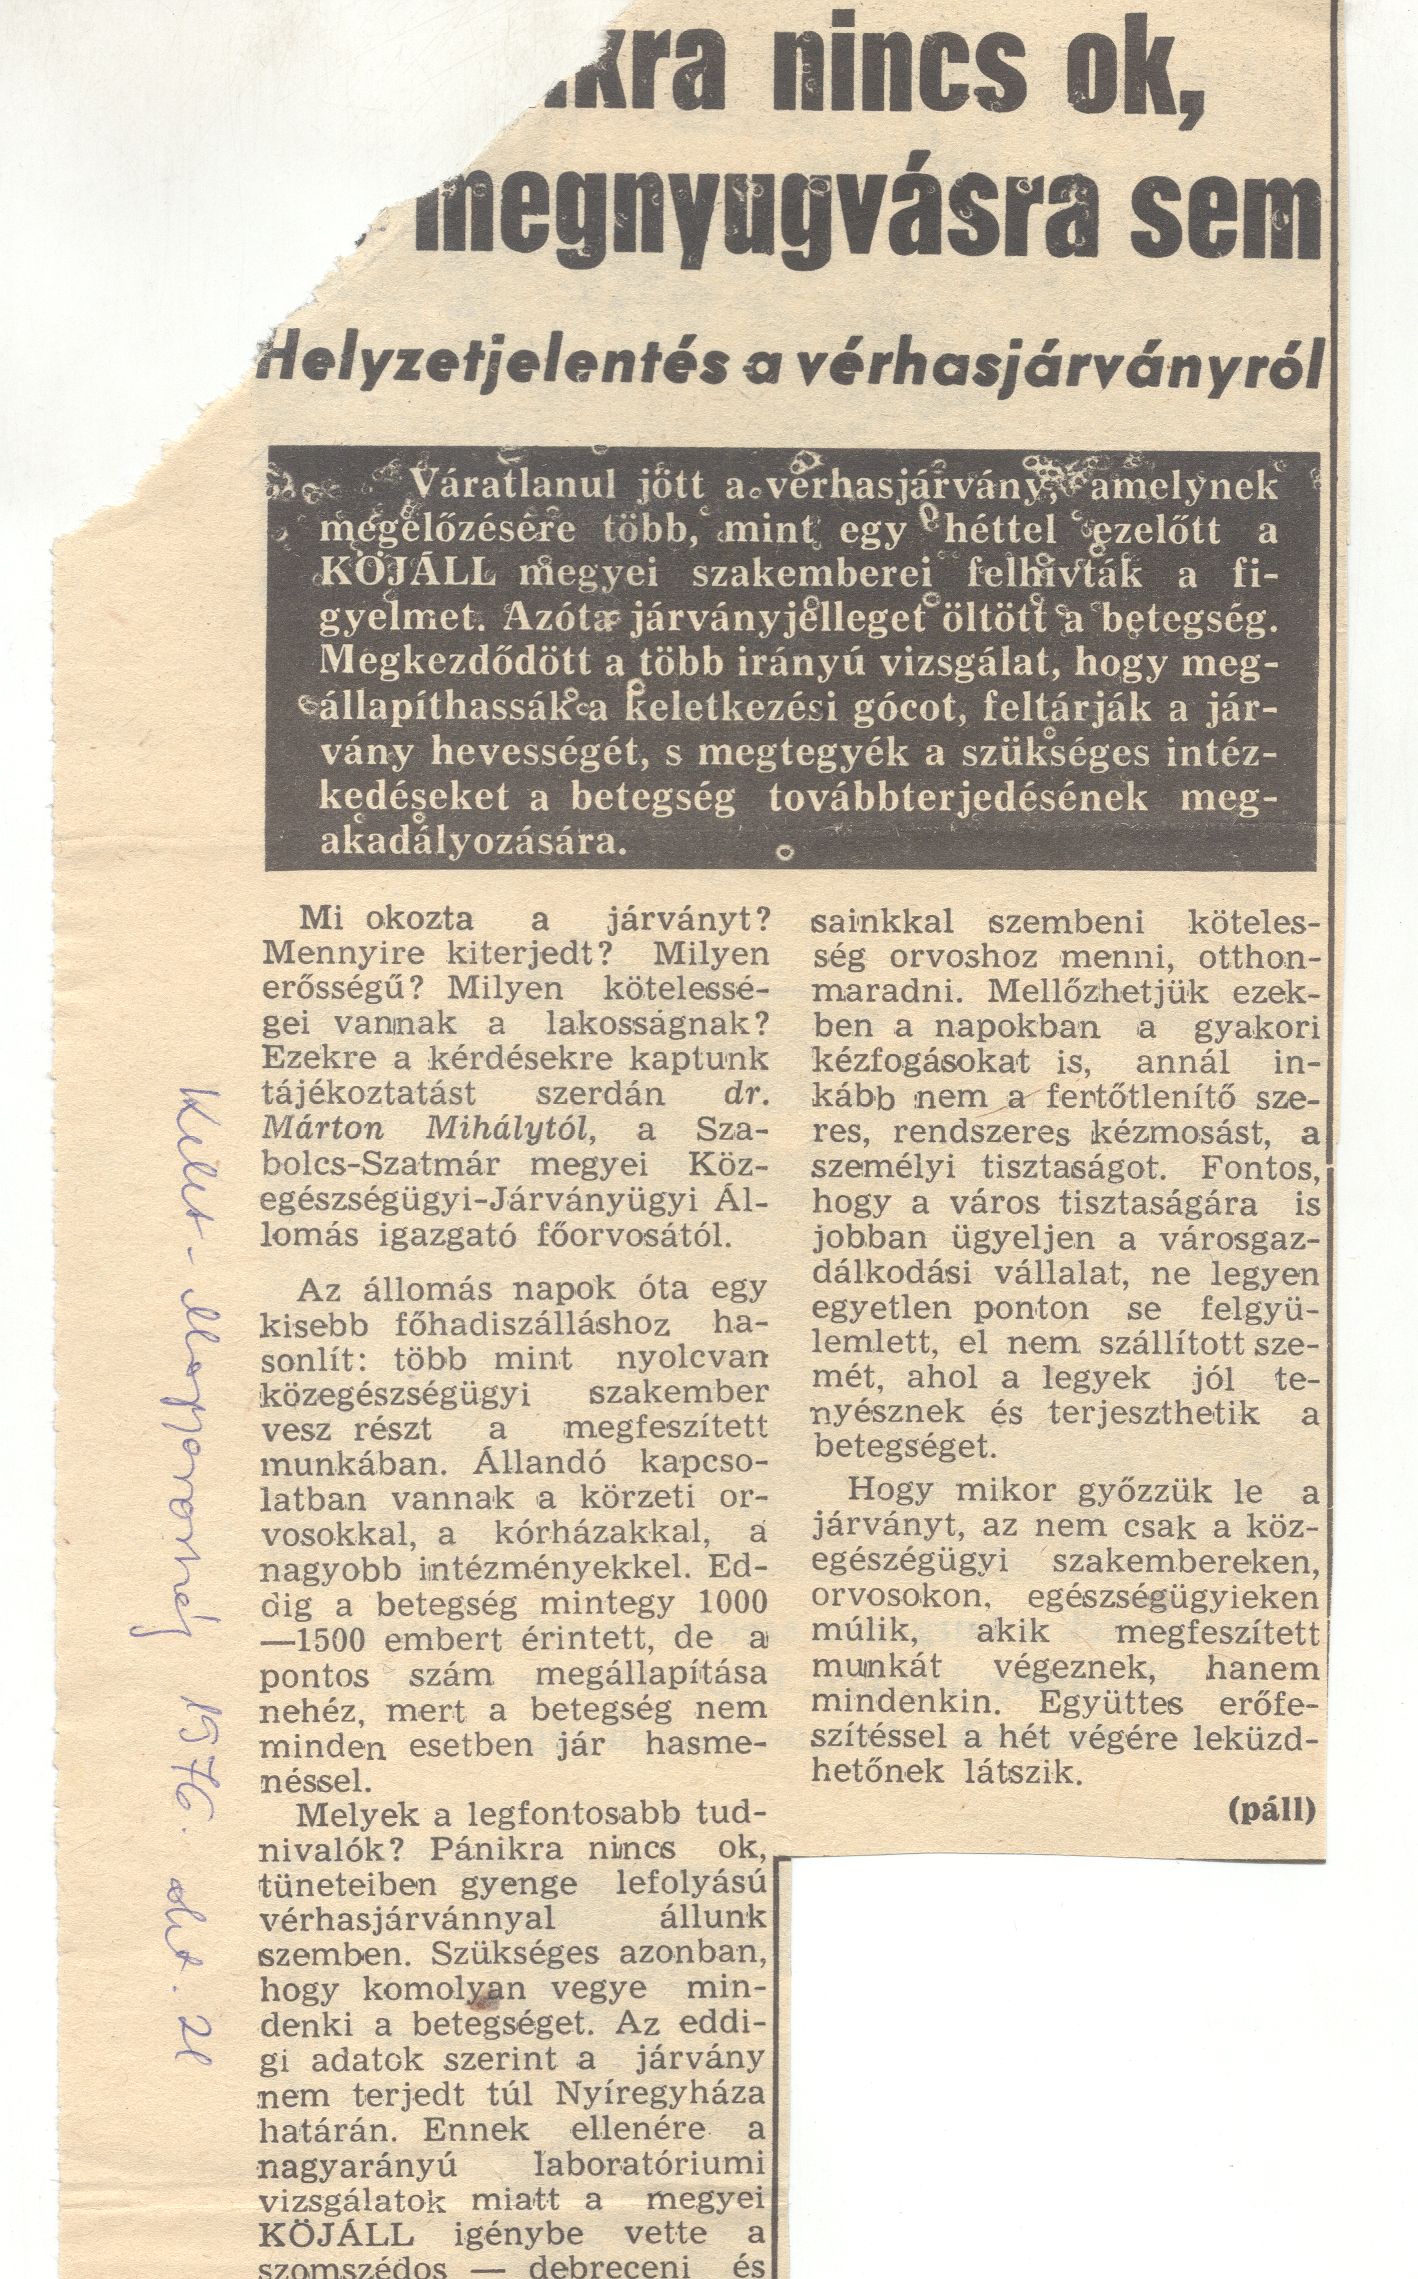 nincs ok,
megnyugvásra sem
Helyzetjelentés a vérhasjárványról
Váratlanul jött a vérhasjárvány, amelynek
megelőzésére több, mint egy héttel ezelőtt a
KÖJÁLL megyei szakemberei felhívták a fi-
gyelmet. Azóta járványjelleget öltött a betegség.
Megkezdődött a több irányú vizsgálat, hogy meg-
állapíthassák a keletkezési gócot, feltárják a jár-
vány hevességét, s megtegyék a szükséges intéz-
kedéseket a betegség továbbterjedésének meg-
akadályozására.
Mi okozta a járványt?
Mennyire kiterjedt? Milyen
erősségű? Milyen kötelessé-
gei vannak a lakosságnak?
Ezekre a kérdésekre kaptunk
tájékoztatást szerdán dr.
Márton Mihálytól, a Sza-
bolcs-Szatmár megyei Köz-
egészségügyi-Járványügyi Ál-
lomás igazgató főorvosától.
Az állomás napok óta egy
kisebb főhadiszálláshoz ha-
sonlít: több mint nyolcvan
közegészségügyi szakember
vesz részt a megfeszített
munkában. Állandó kapcso-
latban vannak a körzeti or-
vosokkal, a kórházakkal, a
nagyobb intézményekkel. Ed-
dig a betegség mintegy 1000
—1500 embert érintett, de a
pontos szám megállapítása
nehéz, mert a betegség nem
minden esetben jár hasme-
néssel.
Melyek a legfontosabb tud-
nivalók? Pánikra nincs ok,
tüneteiben gyenge lefolyású
vérhasjárvánnyal állunk
szemben. Szükséges azonban,
hogy komolyan vegye min-
denki a betegséget. Az eddi-
gi adatok szerint a járvány
nem terjedt túl Nyíregyháza
határán. Ennek ellenére a
nagyarányú laboratóriumi
vizsgálatok miatt a megyei
KÖJÁLL igénybe vette a
szomszédos — debreceni és
sainkkal szembeni köteles-
ség orvoshoz menni, otthon-
maradni. Mellőzhetjük ezek-
ben a napokban a gyakori
kézfogásokat is, annál in-
kább nem a fertőtlenítő sze-
res, rendszeres kézmosást, a
személyi tisztaságot. Fontos,
hogy a város tisztaságára is
jobban ügyeljen a városgaz-
dálkodási vállalat, ne legyen
egyetlen ponton se felgyü-
lemlett, el nem szállított sze-
mét, ahol a legyek jól te-
nyésznek és terjeszthetik a
betegséget.
Hogy mikor győzzük le a
járványt, az nem csak a köz-
egészégügyi szakembereken,
orvosokon, egészségügyieken
múlik, akik megfeszített
munkát végeznek, hanem
mindenkin. Együttes erőfe-
szítéssel a hét végére leküzd-
hetőnek látszik.
(páll)
Kelet-Magyarország 1976. okt. 21